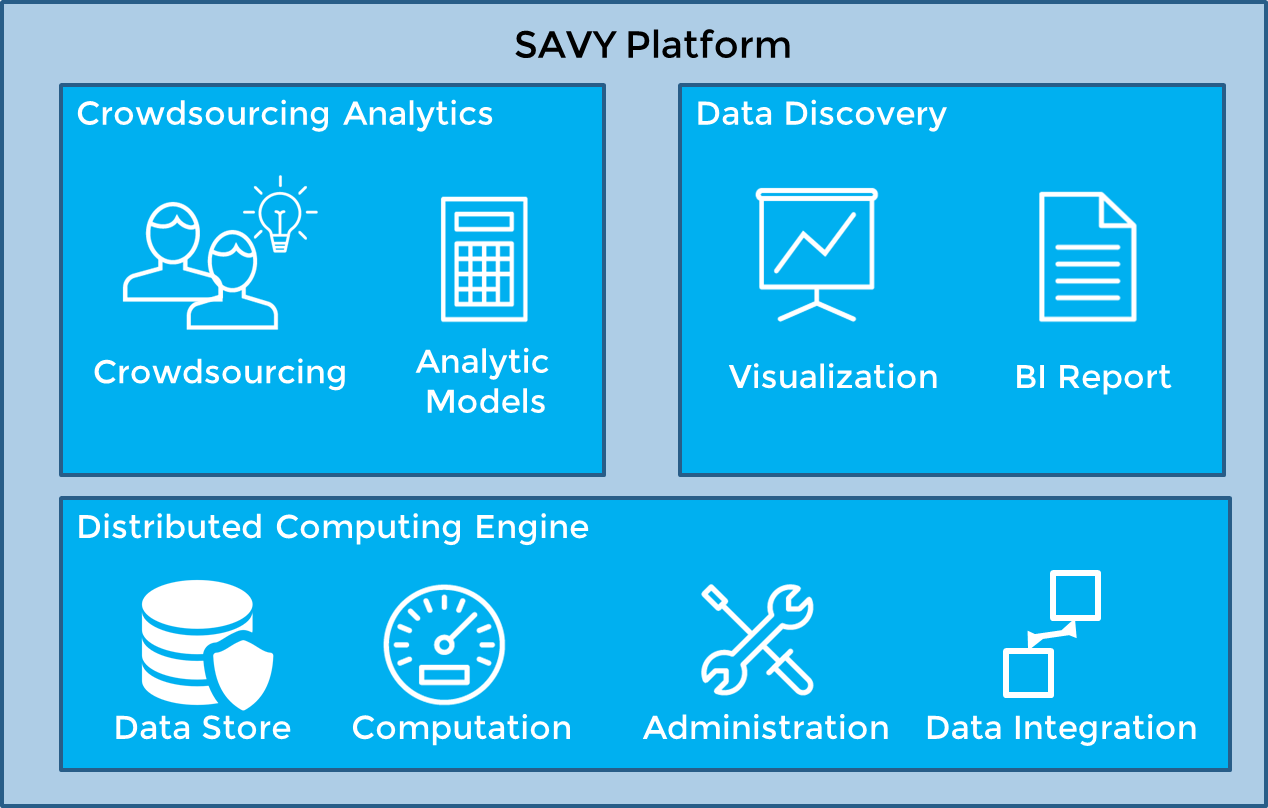 SAVY Platform
Crowdsourcing Analytics
Crowdsourcing
Analytic
Models
Data Discovery
Visualization
BI Report
Distributed Computing Engine
Data Store
Computation
Administration
Data Integration